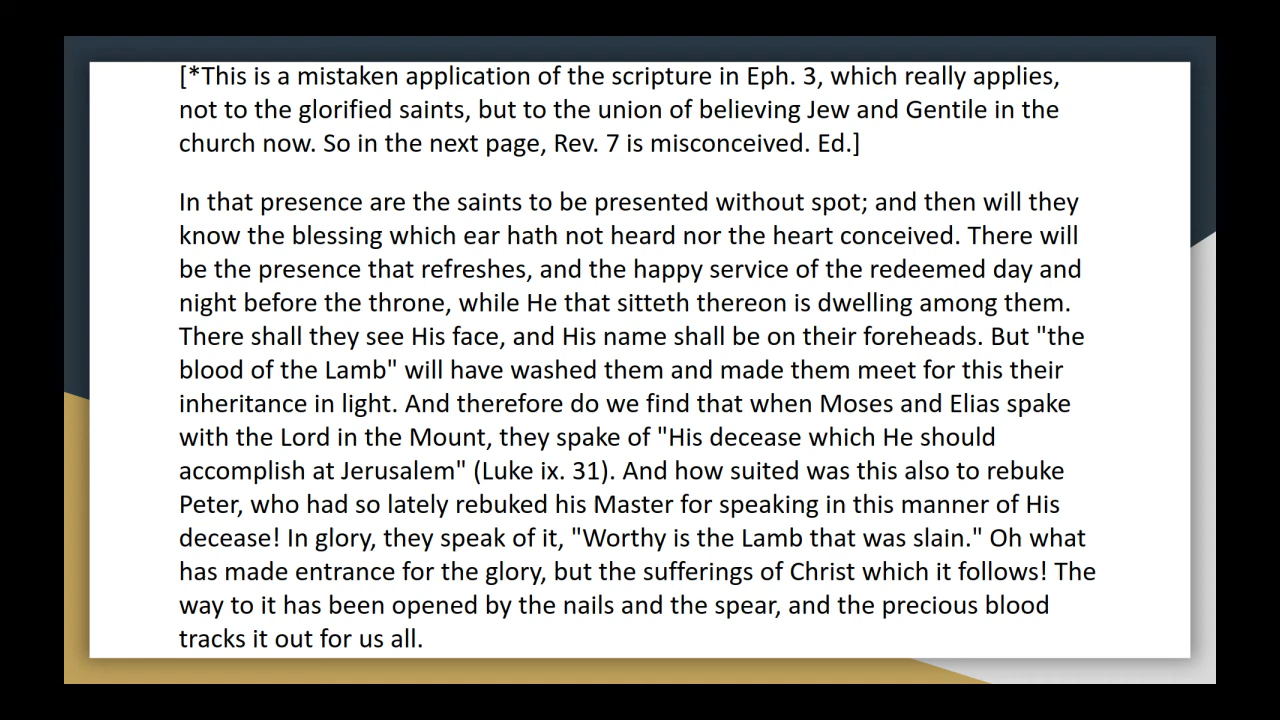 [*This is a mistaken application of the scripture in Eph. 3, which really applies,
not to the glorified saints, but to the union of believing Jew and Gentile in the
church now. So in the next page, Rev. 7 is misconceived. Ed.]
In that presence are the saints to be presented without spot; and then will they
know the blessing which ear hath not heard nor the heart conceived. There will
be the presence that refreshes, and the happy service of the redeemed day and
night before the throne, while He that sitteth thereon is dwelling among them.
There shall they see His face, and His name shall be on their foreheads. But "the
blood of the Lamb" will have washed them and made them meet for this their
inheritance in light. And therefore do we find that when Moses and Elias spake
with the Lord in the Mount, they spake of "His decease which He should
accomplish at Jerusalem" (Luke ix. 31). And how suited was this also to rebuke
Peter, who had so lately rebuked his Master for speaking in this manner of His
decease! In glory, they speak of it, "Worthy is the Lamb that was slain." Oh what
has made entrance for the glory, but the sufferings of Christ which it follows! The
way to it has been opened by the nails and the spear, and the precious blood
tracks it out for us all.